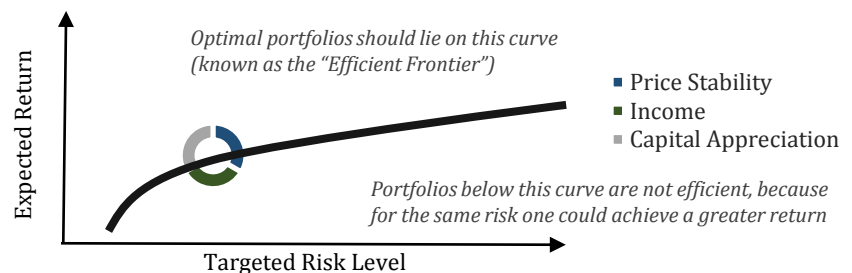 Optimal portfolios should lie on this curve
(known as the “Efficient Frontier”)
Expected Return
Price Stability
Income
Capital Appreciation
Portfolios below this curve are not efficient, because
for the same risk one could achieve a greater return
Targeted Risk Level